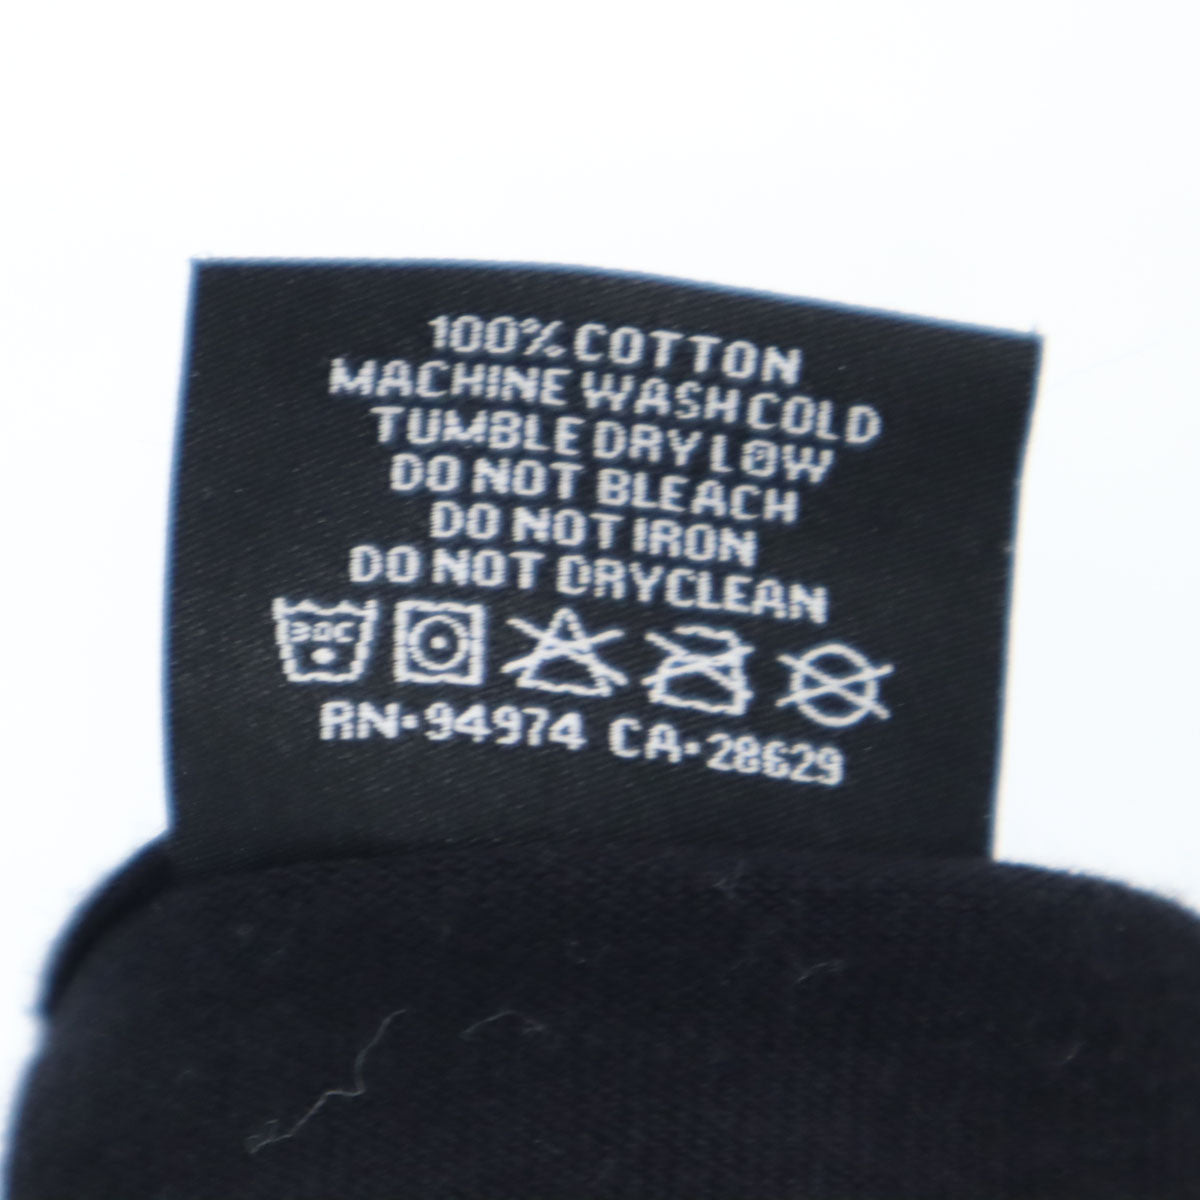 100% COTTON
MACHINE WASH COLD
TUMBLE DRY LOW
DO NOT BLEACH
DO NOT IRON
DO NOT DRYCLEAN
30C
RN•94974 CA•28629